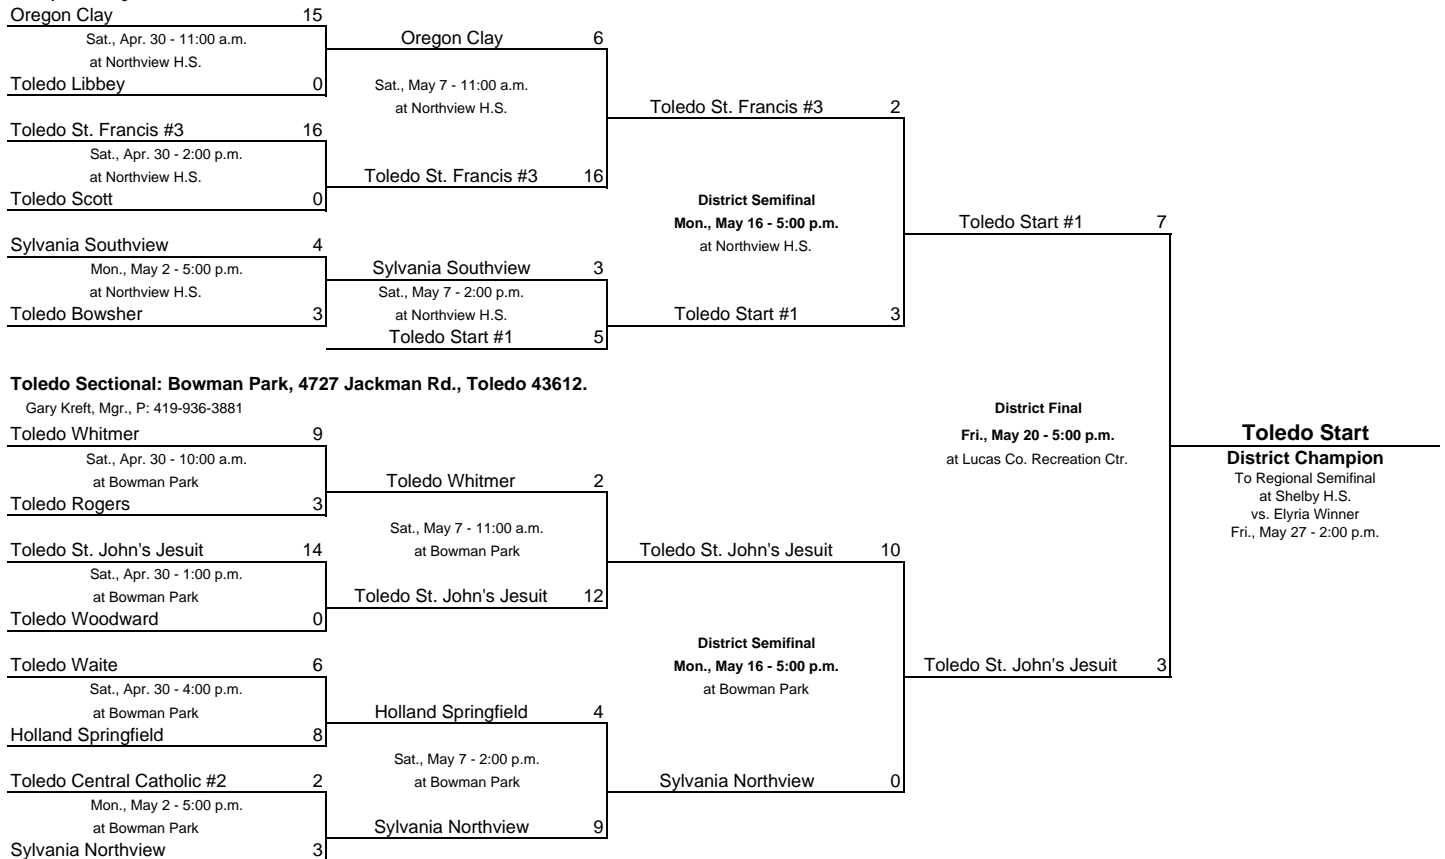 Oregon Clay 15
Sat., Apr. 30 - 11:00 a.m.
at Northview H.S.
Toledo Libbey 0
Toledo St. Francis #3 16
Sat., Apr. 30 - 2:00 p.m.
at Northview H.S.
Toledo Scott 0
Sylvania Southview 4
Mon., May 2 - 5:00 p.m.
at Northview H.S.
Toledo Bowsher 3
Oregon Clay 6
Sat., May 7 - 11:00 a.m.
at Northview H.S.
Toledo St. Francis #3 16
Sylvania Southview 3
Sat., May 7 - 2:00 p.m.
at Northview H.S.
Toledo Start #1 5
Toledo St. Francis #3 2
District Semifinal
Mon., May 16 - 5:00 p.m.
at Northview H.S.
Toledo Start #1 3
Toledo Start #1 7
Toledo Sectional: Bowman Park, 4727 Jackman Rd., Toledo 43612.
Gary Kreft, Mgr., P: 419-936-3881
Toledo Whitmer 9
Sat., Apr. 30 - 10:00 a.m.
at Bowman Park
Toledo Rogers 3
Toledo St. John's Jesuit 14
Sat., Apr. 30 - 1:00 p.m.
at Bowman Park
Toledo Woodward 0
Toledo Waite 6
Sat., Apr. 30 - 4:00 p.m.
at Bowman Park
Holland Springfield 8
Toledo Central Catholic #2 2
Mon., May 2 - 5:00 p.m.
at Bowman Park
Sylvania Northview 3
Toledo Whitmer 2
Sat., May 7 - 11:00 a.m.
at Bowman Park
Toledo St. John's Jesuit 12
Holland Springfield 4
Sat., May 7 - 2:00 p.m.
at Bowman Park
Sylvania Northview 9
Toledo St. John's Jesuit 10
District Semifinal
Mon., May 16 - 5:00 p.m.
at Bowman Park
Sylvania Northview 0
District Final
Fri., May 20 - 5:00 p.m.
at Lucas Co. Recreation Ctr.
Toledo St. John's Jesuit 3
Toledo Start
District Champion
To Regional Semifinal
at Shelby H.S.
vs. Elyria Winner
Fri., May 27 - 2:00 p.m.